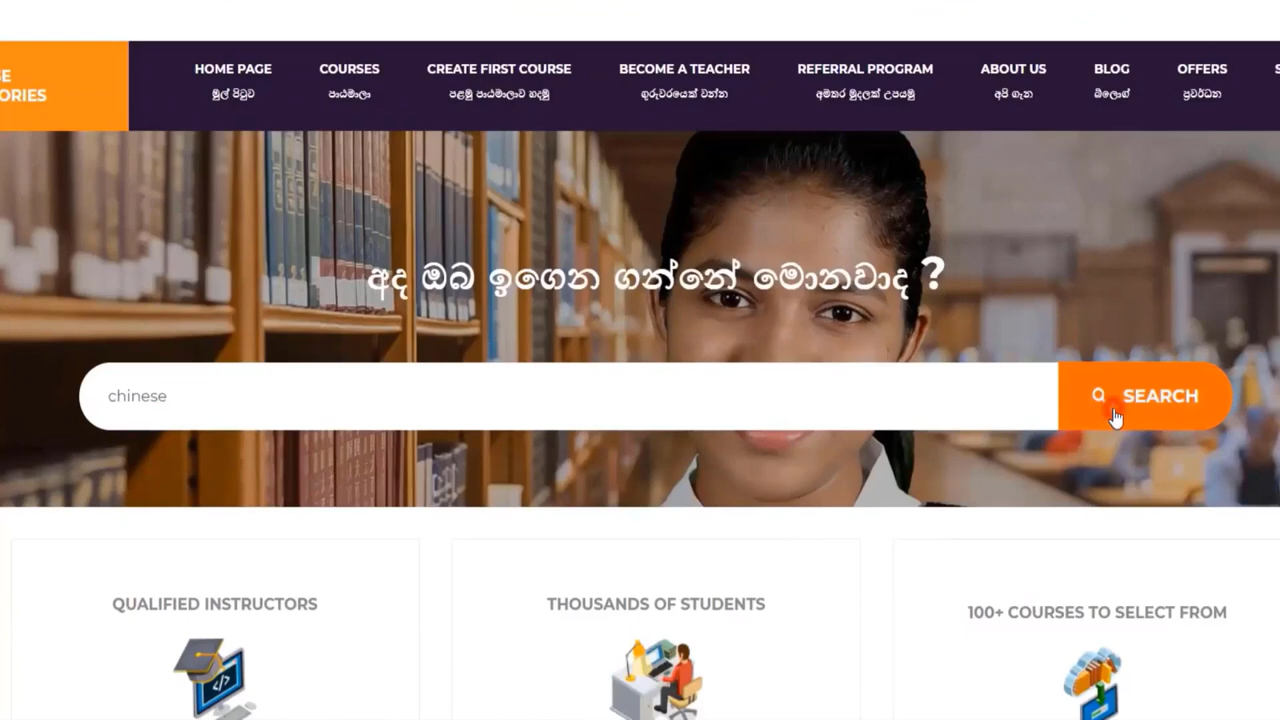 HOME PAGE
මුල් පිටුව
COURSES
පාඨමාලා
CREATE FIRST COURSE
පළමු පාඨමාලාව හදමු
BECOME A TEACHER
ගුරුවරයෙක් වන්න
REFERRAL PROGRAM
අමතර මුදලක් උපයමු
ABOUT US
අපි ගැන
BLOG
බ්ලොග්
OFFERS
ප්‍රවර්ධන
අද ඔබ ඉගෙන ගන්නේ මොනවාද ?
chinese
SEARCH
QUALIFIED INSTRUCTORS
THOUSANDS OF STUDENTS
100+ COURSES TO SELECT FROM